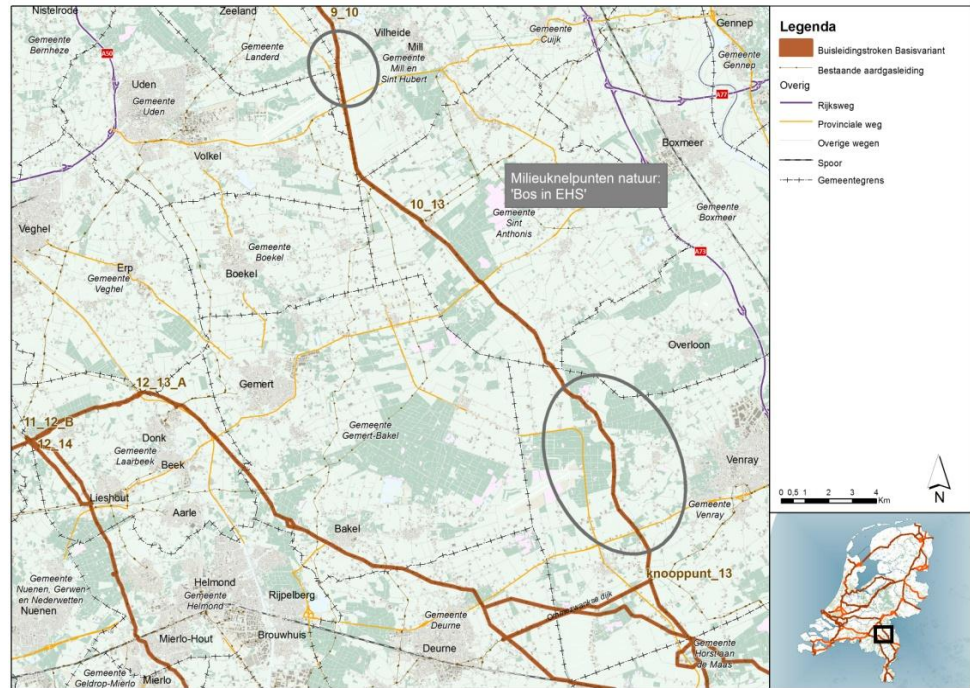 Nistelrode
Zeeland
9_10
Vilheide
Mill
Gemeente
Mill en
Sint Hubert
Gemeente
Cuijk
Gennep
Gemeente
Gennep
Gemeente
Bernheze
A50
Gemeente
Landerd
Uden
Gemeente
Uden
A77
Volkel
Boxmeer
Milieuknelpunten natuur:
'Bos in EHS'
10_13
Gemeente
Sint
Anthonis
Gemeente
Boxmeer
A73
Veghel
Erp
Gemeente
Veghel
Gemeente
Boekel
Boekel
Overloon
12_13_A
Gemert
11_12_B
12_14
Donk
Gemeente
Laarbeek
Beek
Gemeente
Gemert-Bakel
Venray
Lieshout
Aarle
Bakel
Gemeente
Venray
knooppunt_13
Gemeente
Nuenen, Gerwen
en Nederwetten
Nuenen
Helmond
Gemeente
Helmond
Rijpelberg
Brouwhuis
Gemeente
Deurne
Deurne
Mierlo-Hout
Gemeente
Geldrop-Mierlo
Mierlo
Gemeente
Horst aan
de Maas
Legenda
Buisleidingstroken Basisvariant
Bestaande aardgasleiding
Overig
Rijksweg
Provinciale weg
Overige wegen
Spoor
Gemeentegrens
0 0,5 1 2 3 4
Km
N